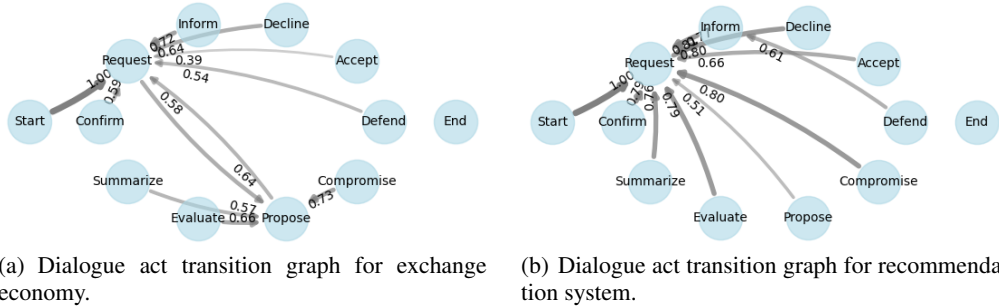 Inform
Decline
0.72
0.64
Request
0.39
Accept
0.54
1.00
0.59
0.58
Start
Confirm
Defend
End
0.64
Summarize
Compromise
0.57
0.73
Evaluate
0.66
Propose
(a) Dialogue act transition graph for exchange
economy.
Inform
Decline
0.80
0.61
Request
0.66
Accept
1.00
0.76
0.79
0.51
0.80
Start
Confirm
Defend
End
Summarize
Compromise
Evaluate
Propose
(b) Dialogue act transition graph for recommenda-
tion system.